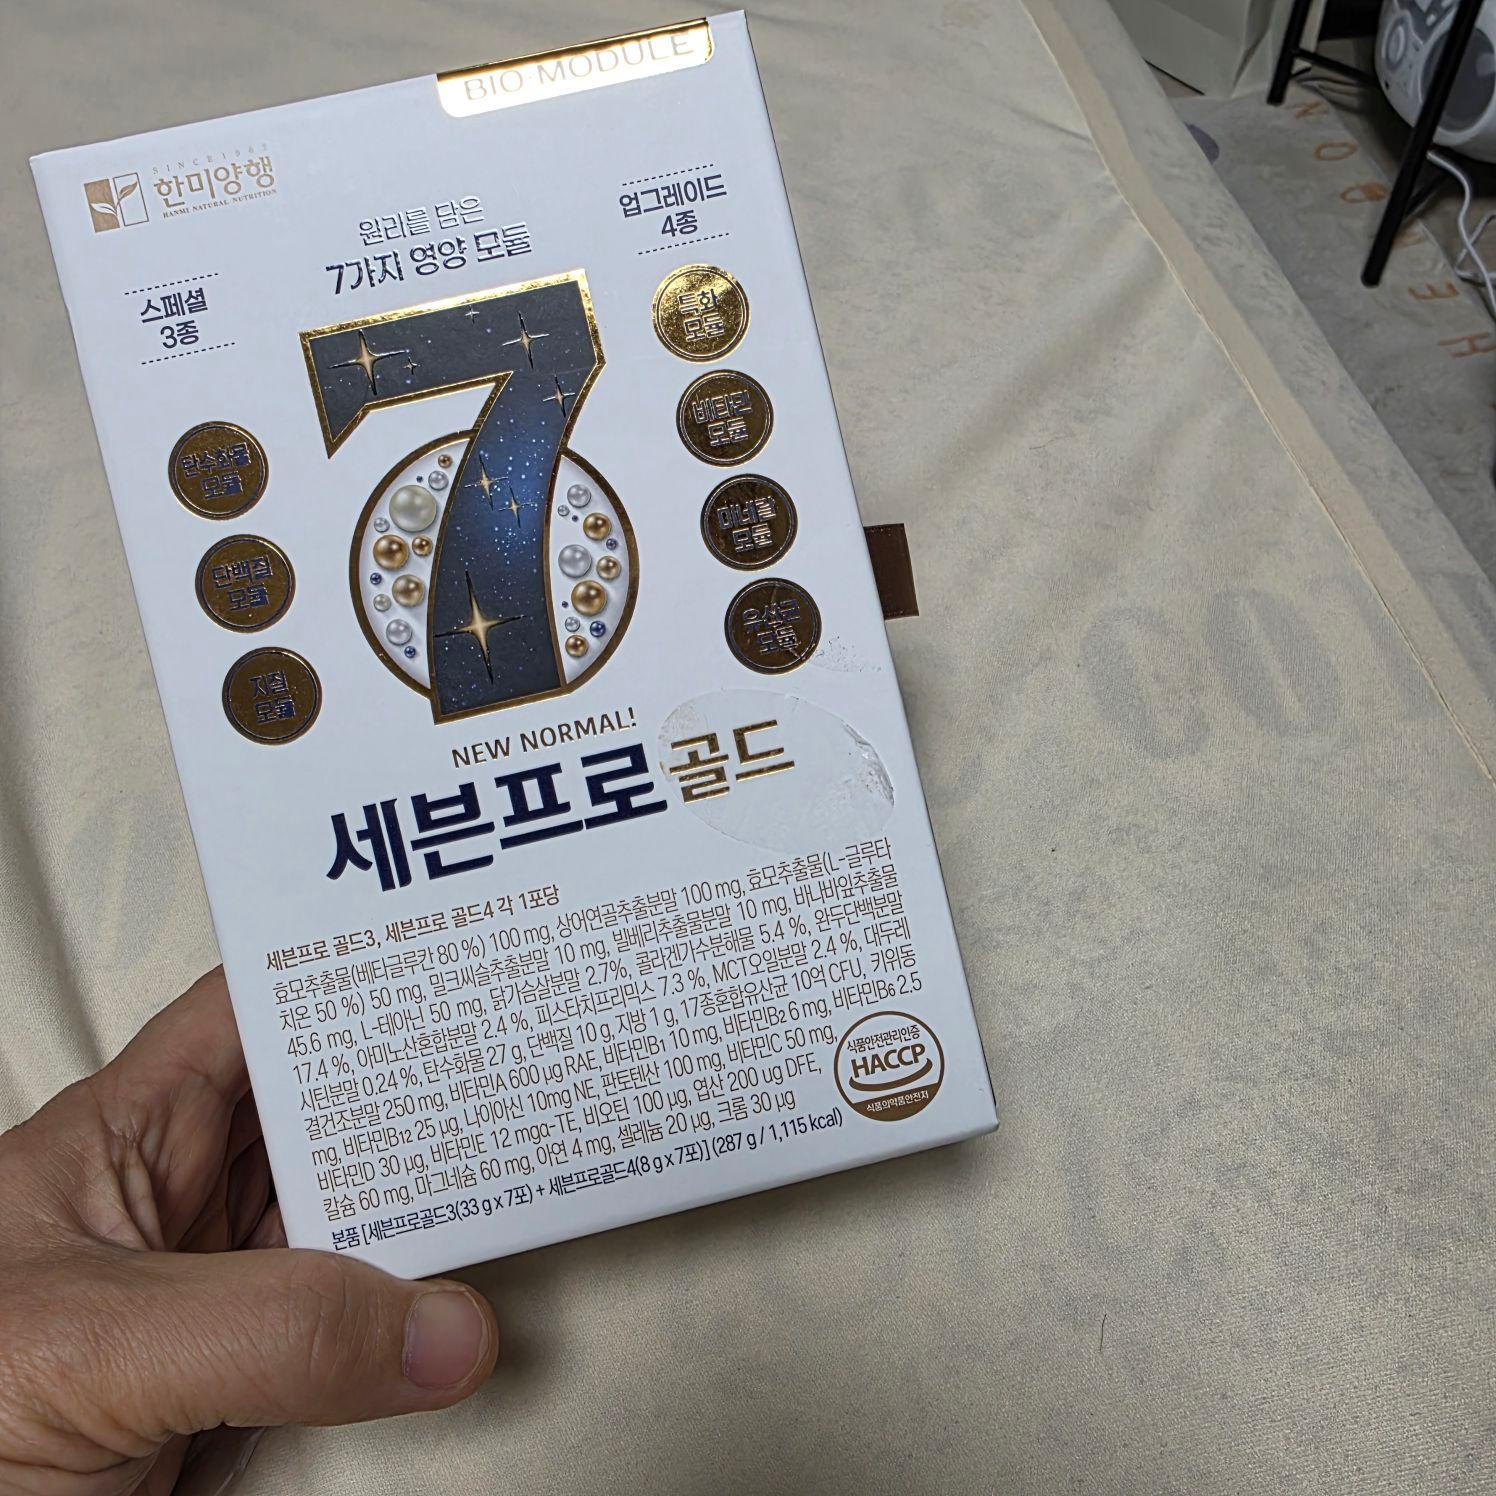 BIO·MODULE
SINCE 1963
한미양행
HANMI NATURAL NUTRITION
원리를 담은
7가지 영양 모듈
업그레이드
4종
스페셜
3종
특화
모듈
비타민
모듈
미네랄
모듈
유산균
모듈
탄수화물
모듈
단백질
모듈
지질
모듈
7
NEW NORMAL!
세븐프로골드
세븐프로 골드3, 세븐프로 골드4 각 1포당
효모추출물(베타글루칸 80 %) 100 mg, 상어연골추출분말 100 mg, 효모추출물(L-글루타
치온 50 %) 50 mg, 밀크씨슬추출분말 10 mg, 빌베리추출물분말 10 mg, 바나바잎추출물
45.6 mg, L-테아닌 50 mg, 닭가슴살분말 2.7%, 콜라겐가수분해물 5.4 %, 완두단백분말
17.4 %, 아미노산혼합분말 2.4 %, 피스타치프리믹스 7.3 %, MCT오일분말 2.4 %, 대두레
시틴분말 0.24 %, 탄수화물 27 g, 단백질 10 g, 지방 1 g, 17종혼합유산균 10억 CFU, 키위동
결건조분말 250 mg, 비타민A 600 μg RAE, 비타민B1 10 mg, 비타민B2 6 mg, 비타민B6 2.5
mg, 비타민B12 25 μg, 나이아신 10mg NE, 판토텐산 100 mg, 비타민C 50 mg,
비타민D 30 μg, 비타민E 12 mgα-TE, 비오틴 100 μg, 엽산 200 ug DFE,
칼슘 60 mg, 마그네슘 60 mg, 아연 4 mg, 셀레늄 20 μg, 크롬 30 μg
본품 [세븐프로골드3(33 g x 7포) + 세븐프로골드4(8 g x 7포)] (287 g / 1,115 kcal)
식품안전관리인증
HACCP
식품의약품안전처